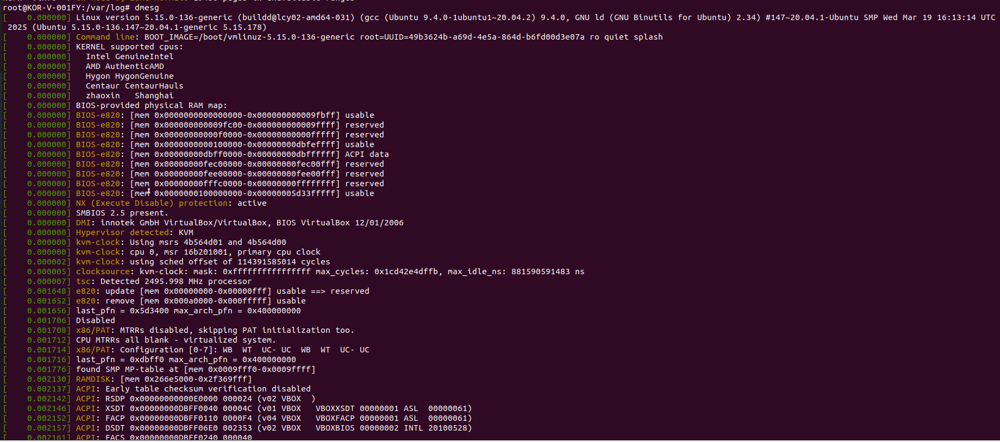 root@KOR-V-001FY:/var/log# dmesg
[    0.000000] Linux version 5.15.0-136-generic (buildd@lcy02-amd64-031) (gcc (Ubuntu 9.4.0-1ubuntu1~20.04.2) 9.4.0, GNU ld (GNU Binutils for Ubuntu) 2.34) #147~20.04.1-Ubuntu SMP Wed Mar 19 16:13:14 UTC
2025 (Ubuntu 5.15.0-136.147~20.04.1-generic 5.15.178)
[    0.000000] Command line: BOOT_IMAGE=/boot/vmlinuz-5.15.0-136-generic root=UUID=49b3624b-a69d-4e5a-864d-b6fd00d3e07a ro quiet splash
[    0.000000] KERNEL supported cpus:
[    0.000000]   Intel GenuineIntel
[    0.000000]   AMD AuthenticAMD
[    0.000000]   Hygon HygonGenuine
[    0.000000]   Centaur CentaurHauls
[    0.000000]   zhaoxin   Shanghai
[    0.000000] BIOS-provided physical RAM map:
[    0.000000] BIOS-e820: [mem 0x0000000000000000-0x000000000009fbff] usable
[    0.000000] BIOS-e820: [mem 0x000000000009fc00-0x000000000009ffff] reserved
[    0.000000] BIOS-e820: [mem 0x00000000000f0000-0x00000000000fffff] reserved
[    0.000000] BIOS-e820: [mem 0x0000000000100000-0x00000000dbfeffff] usable
[    0.000000] BIOS-e820: [mem 0x00000000dbff0000-0x00000000dbffffff] ACPI data
[    0.000000] BIOS-e820: [mem 0x00000000fec00000-0x00000000fec00fff] reserved
[    0.000000] BIOS-e820: [mem 0x00000000fee00000-0x00000000fee00fff] reserved
[    0.000000] BIOS-e820: [mem 0x00000000fffc0000-0x00000000ffffffff] reserved
[    0.000000] BIOS-e820: [mem 0x0000000100000000-0x00000005d33fffff] usable
[    0.000000] NX (Execute Disable) protection: active
[    0.000000] SMBIOS 2.5 present.
[    0.000000] DMI: innotek GmbH VirtualBox/VirtualBox, BIOS VirtualBox 12/01/2006
[    0.000000] Hypervisor detected: KVM
[    0.000000] kvm-clock: Using msrs 4b564d01 and 4b564d00
[    0.000000] kvm-clock: cpu 0, msr 16b201001, primary cpu clock
[    0.000002] kvm-clock: using sched offset of 114391585014 cycles
[    0.000005] clocksource: kvm-clock: mask: 0xffffffffffffffff max_cycles: 0x1cd42e4dffb, max_idle_ns: 881590591483 ns
[    0.000007] tsc: Detected 2495.998 MHz processor
[    0.001648] e820: update [mem 0x00000000-0x00000fff] usable ==> reserved
[    0.001652] e820: remove [mem 0x000a0000-0x000fffff] usable
[    0.001656] last_pfn = 0x5d3400 max_arch_pfn = 0x400000000
[    0.001706] Disabled
[    0.001708] x86/PAT: MTRRs disabled, skipping PAT initialization too.
[    0.001712] CPU MTRRs all blank - virtualized system.
[    0.001714] x86/PAT: Configuration [0-7]: WB  WT  UC- UC  WB  WT  UC- UC
[    0.001716] last_pfn = 0xdbff0 max_arch_pfn = 0x400000000
[    0.001776] found SMP MP-table at [mem 0x0009fff0-0x0009ffff]
[    0.002130] RAMDISK: [mem 0x266e5000-0x2f369fff]
[    0.002137] ACPI: Early table checksum verification disabled
[    0.002142] ACPI: RSDP 0x00000000000E0000 000024 (v02 VBOX  )
[    0.002146] ACPI: XSDT 0x00000000DBFF0040 00004C (v01 VBOX   VBOXXSDT 00000001 ASL  00000061)
[    0.002152] ACPI: FACP 0x00000000DBFF0110 0000F4 (v04 VBOX   VBOXFACP 00000001 ASL  00000061)
[    0.002157] ACPI: DSDT 0x00000000DBFF06E0 002353 (v02 VBOX   VBOXBIOS 00000002 INTL 20100528)
[    0.002161] ACPI: FACS 0x00000000DBFF0240 000040